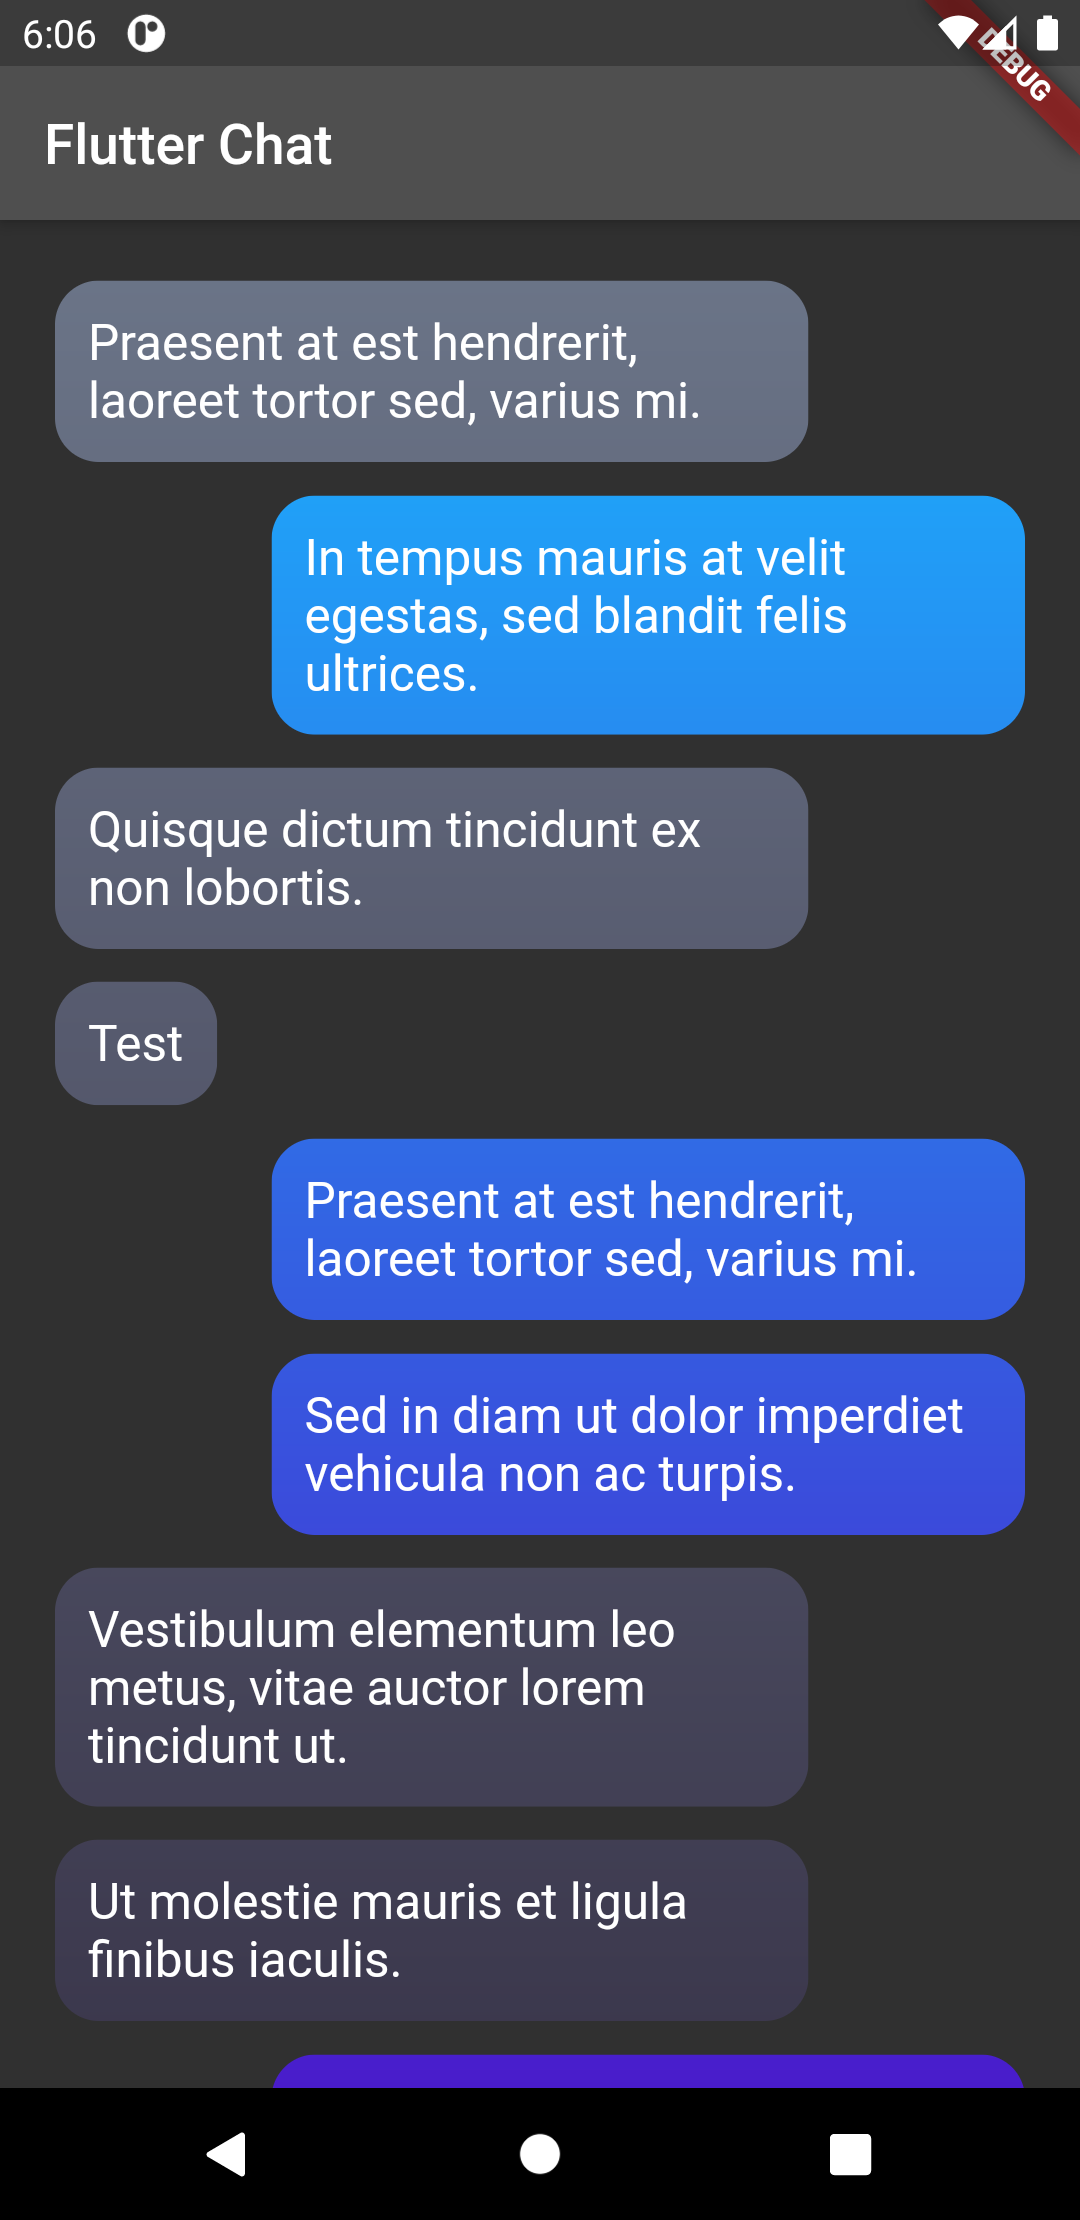 6:06
DEBUG
Flutter Chat
Praesent at est hendrerit,
laoreet tortor sed, varius mi.
In tempus mauris at velit
egestas, sed blandit felis
ultrices.
Quisque dictum tincidunt ex
non lobortis.
Test
Praesent at est hendrerit,
laoreet tortor sed, varius mi.
Sed in diam ut dolor imperdiet
vehicula non ac turpis.
Vestibulum elementum leo
metus, vitae auctor lorem
tincidunt ut.
Ut molestie mauris et ligula
finibus iaculis.